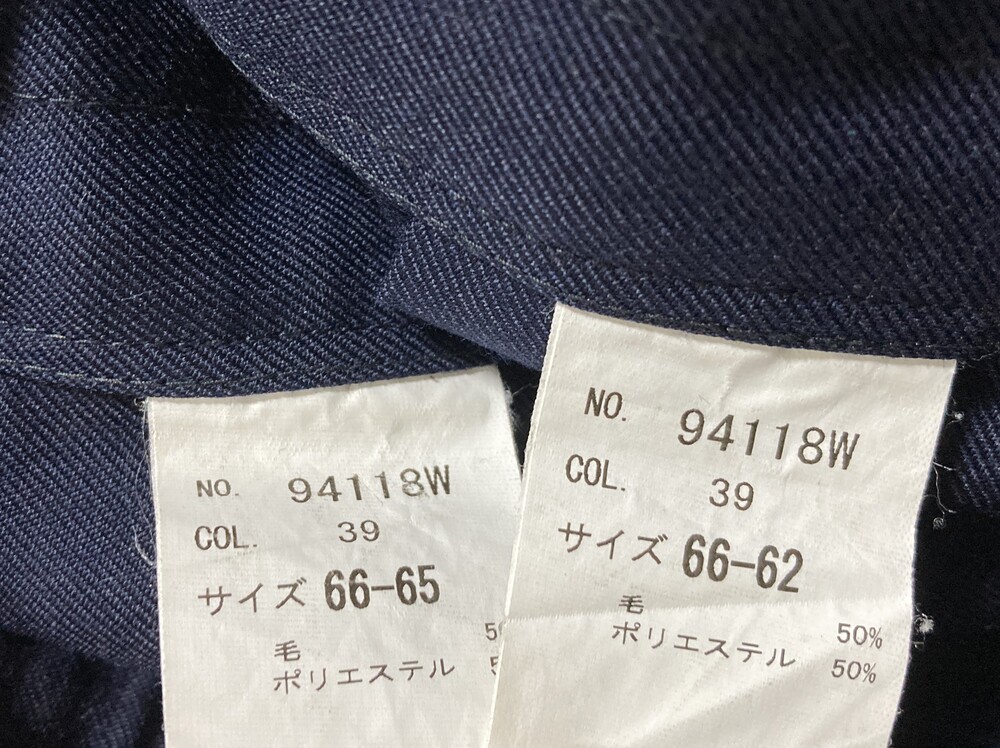 NO. 94118W
COL. 39
サイズ 66-65
毛 5
ポリエステル
NO. 94118W
COL. 39
サイズ 66-62
毛 50%
ポリエステル 50%